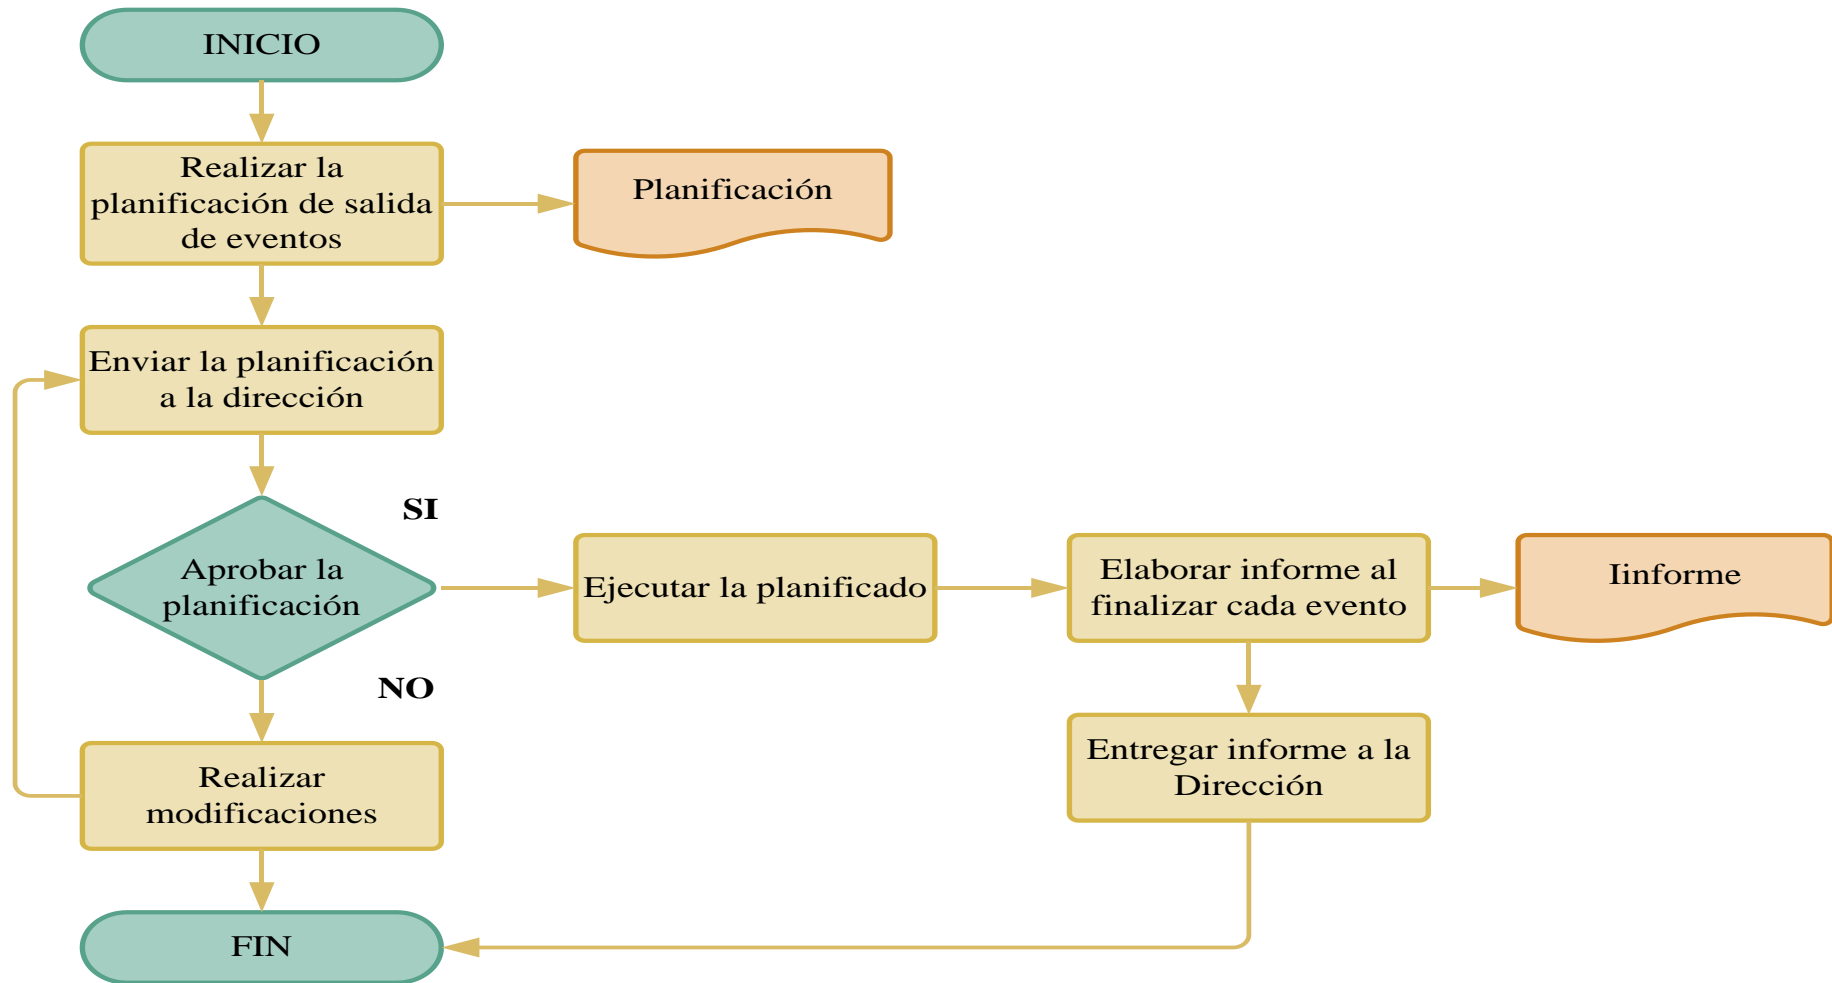 INICIO
Realizar la
planificación de salida
de eventos
Planificación
Enviar la planificación
a la dirección
SI
Aprobar la
planificación
Ejecutar la planificado
Elaborar informe al
finalizar cada evento
Iinforme
NO
Realizar
modificaciones
Entregar informe a la
Dirección
FIN